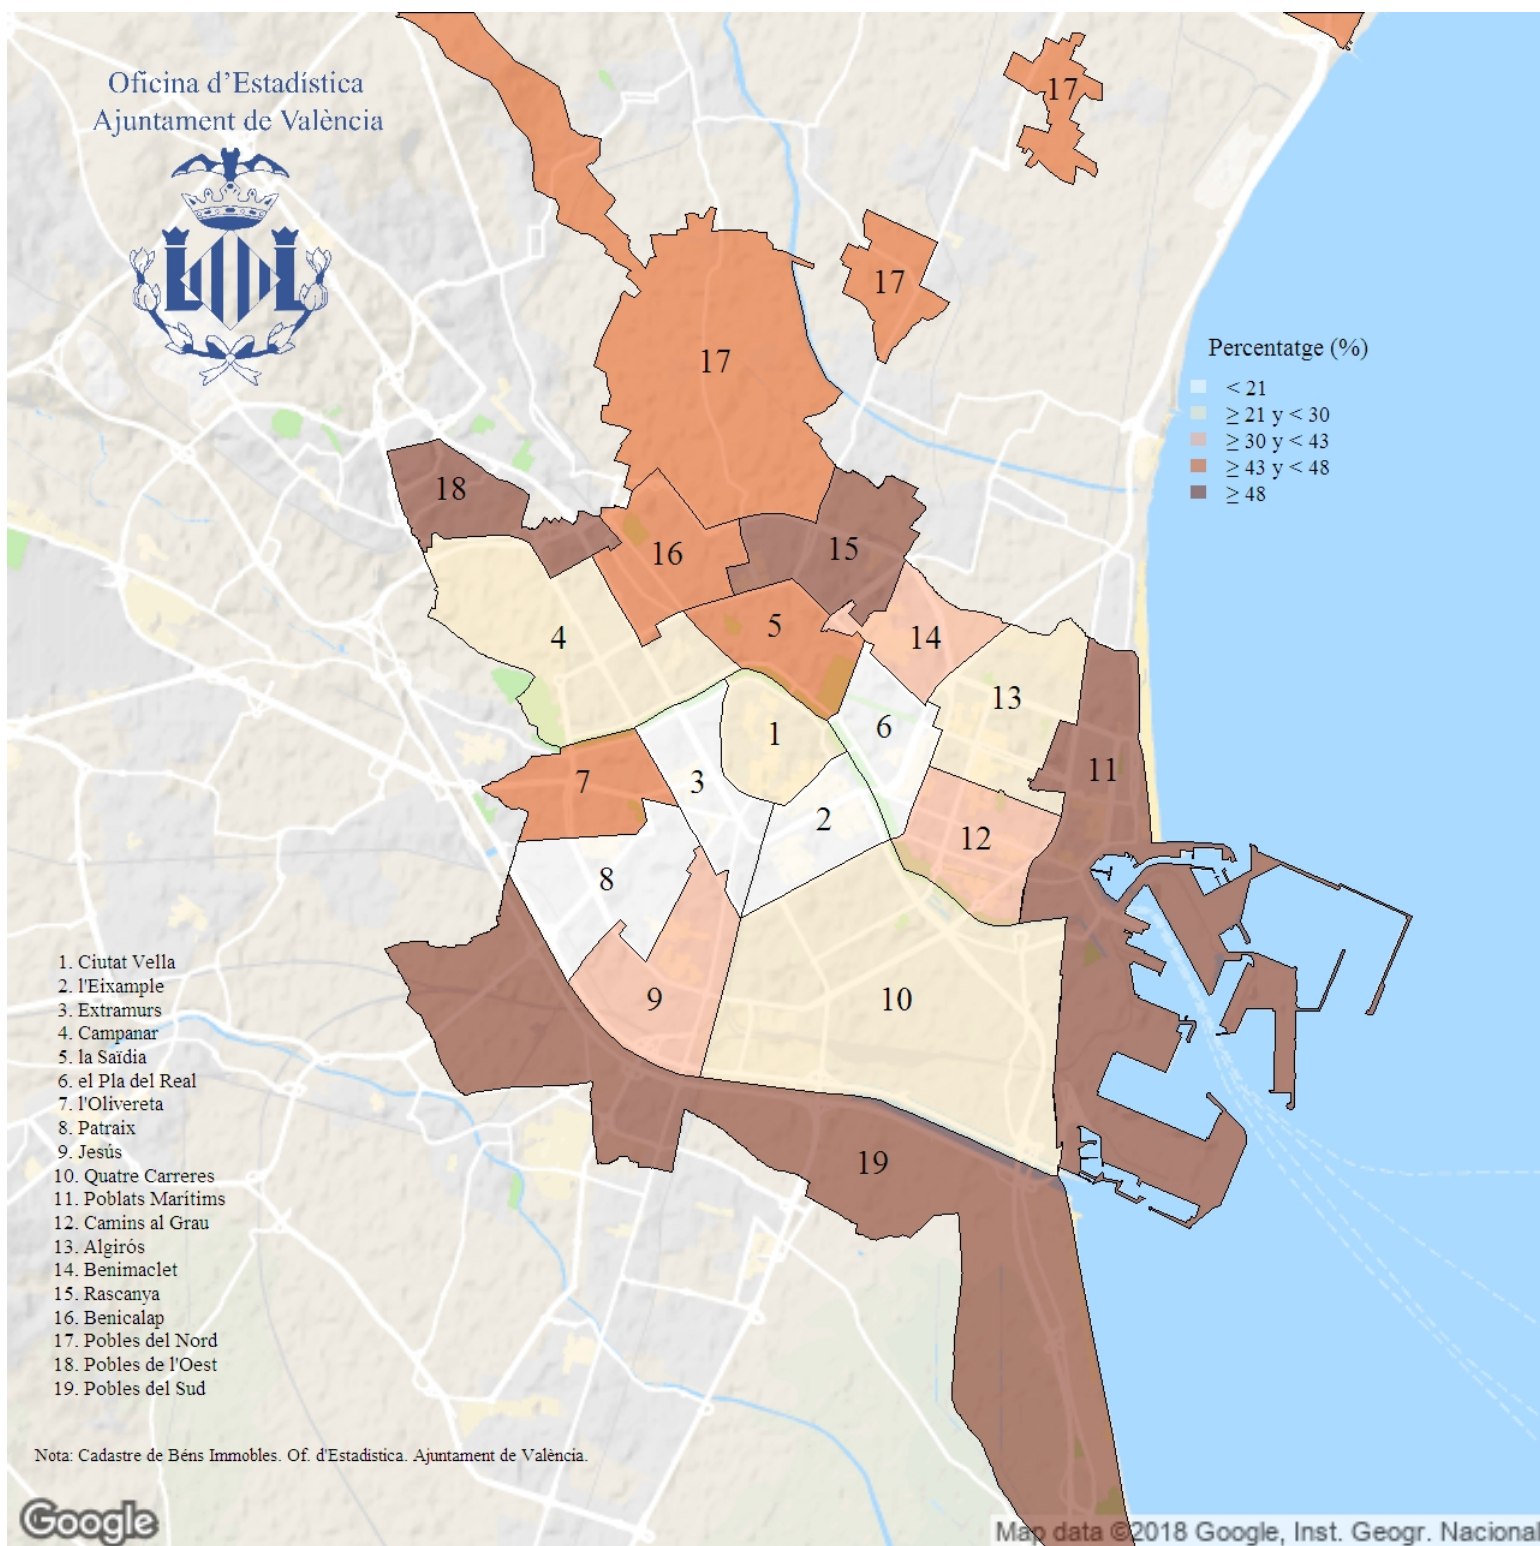 Oficina d’Estadística
Ajuntament de València
17
17
17
Percentatge (%)
< 21
≥ 21 y < 30
≥ 30 y < 43
≥ 43 y < 48
≥ 48
18
16
15
4
5
14
13
1
6
7
3
11
2
12
8
9
10
19
1. Ciutat Vella
2. l'Eixample
3. Extramurs
4. Campanar
5. la Saïdia
6. el Pla del Real
7. l'Olivereta
8. Patraix
9. Jesús
10. Quatre Carreres
11. Poblats Marítims
12. Camins al Grau
13. Algirós
14. Benimaclet
15. Rascanya
16. Benicalap
17. Pobles del Nord
18. Pobles de l'Oest
19. Pobles del Sud
Nota: Cadastre de Béns Immobles. Of. d'Estadística. Ajuntament de València.
Google
Map data ©2018 Google, Inst. Geogr. Nacional